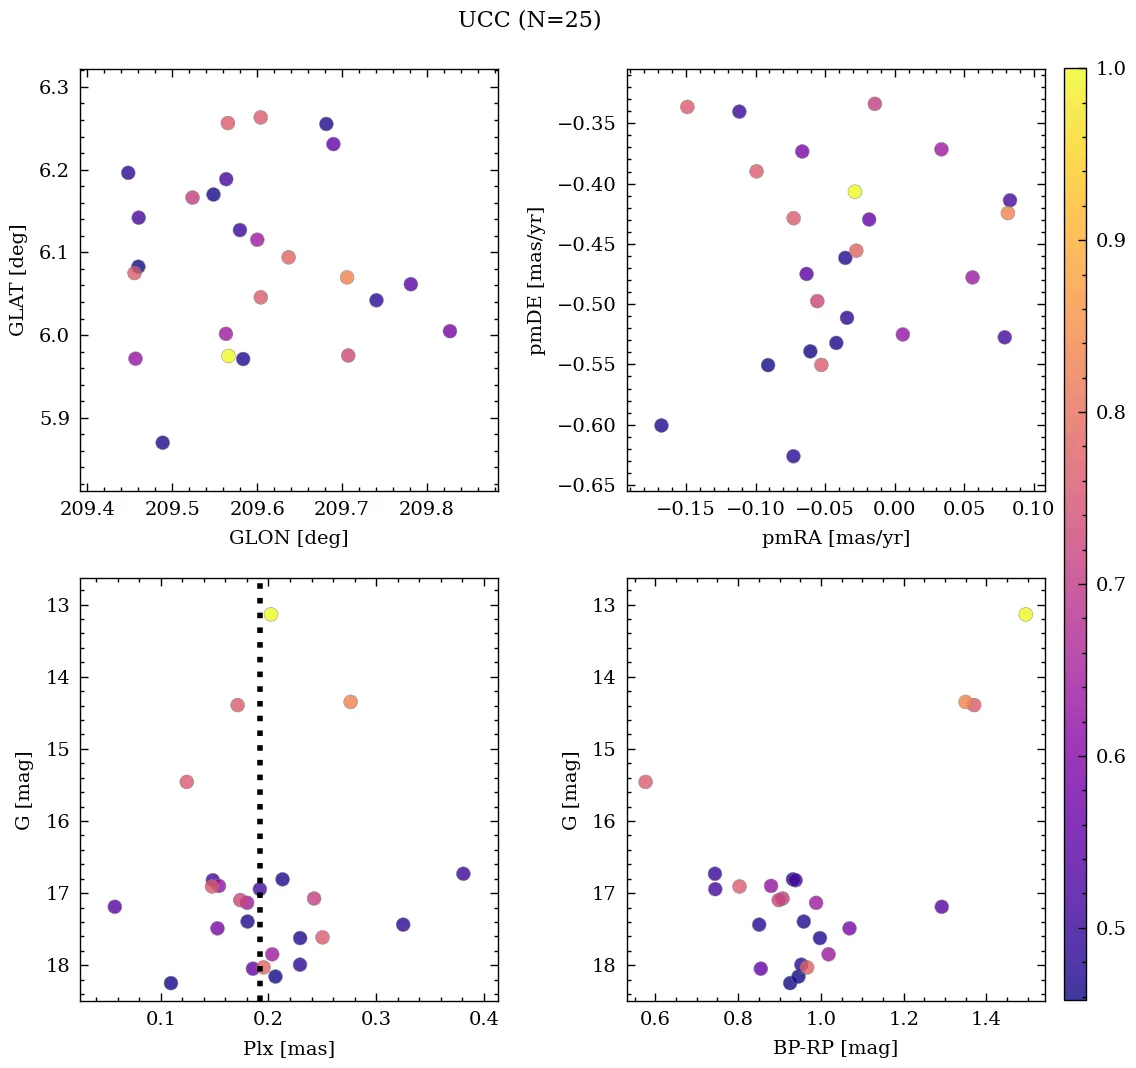 UCC (N=25)
6.3
6.2
6.1
6.0
5.9
GLAT [deg]
209.4 209.5 209.6 209.7 209.8
GLON [deg]
−0.35
−0.40
−0.45
−0.50
−0.55
−0.60
−0.65
pmDE [mas/yr]
−0.15 −0.10 −0.05 0.00 0.05 0.10
pmRA [mas/yr]
13
14
15
16
17
18
G [mag]
0.1 0.2 0.3 0.4
Plx [mas]
13
14
15
16
17
18
G [mag]
0.6 0.8 1.0 1.2 1.4
BP-RP [mag]
1.0
0.9
0.8
0.7
0.6
0.5